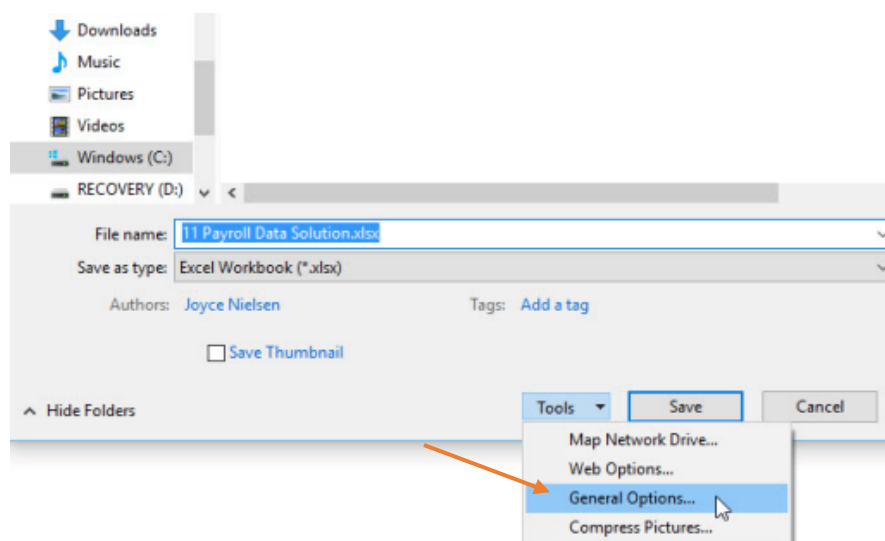 Downloads
Music
Pictures
Videos
Windows (C:)
RECOVERY (D:)
File name: 11 Payroll Data Solution.xlsx
Save as type: Excel Workbook (*.xlsx)
Authors: Joyce Nielsen Tags: Add a tag
Save Thumbnail
Hide Folders Tools Save Cancel
Map Network Drive...
Web Options...
General Options...
Compress Pictures...